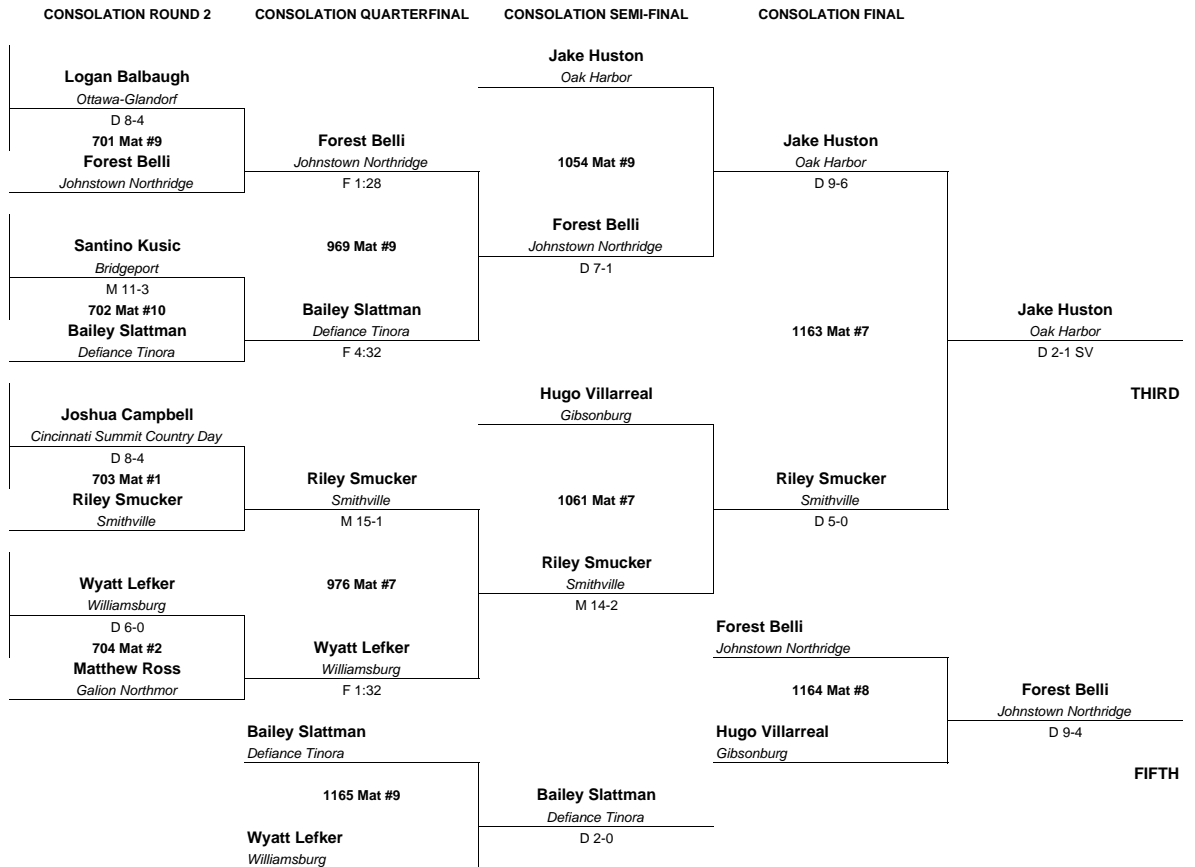 CONSOLATION ROUND 2
CONSOLATION QUARTERFINAL
CONSOLATION SEMI-FINAL
CONSOLATION FINAL
Logan Balbaugh
Ottawa-Glandorf
D 8-4
701 Mat #9
Forest Belli
Johnstown Northridge
Santino Kusic
Bridgeport
M 11-3
702 Mat #10
Bailey Slattman
Defiance Tinora
Joshua Campbell
Cincinnati Summit Country Day
D 8-4
703 Mat #1
Riley Smucker
Smithville
Wyatt Lefker
Williamsburg
D 6-0
704 Mat #2
Matthew Ross
Galion Northmor
Forest Belli
Johnstown Northridge
F 1:28
969 Mat #9
Bailey Slattman
Defiance Tinora
F 4:32
Riley Smucker
Smithville
M 15-1
976 Mat #7
Wyatt Lefker
Williamsburg
F 1:32
Bailey Slattman
Defiance Tinora
1165 Mat #9
Wyatt Lefker
Williamsburg
Jake Huston
Oak Harbor
1054 Mat #9
Forest Belli
Johnstown Northridge
D 7-1
Hugo Villarreal
Gibsonburg
1061 Mat #7
Riley Smucker
Smithville
M 14-2
Bailey Slattman
Defiance Tinora
D 2-0
Jake Huston
Oak Harbor
D 9-6
1163 Mat #7
Riley Smucker
Smithville
D 5-0
Forest Belli
Johnstown Northridge
1164 Mat #8
Hugo Villarreal
Gibsonburg
Jake Huston
Oak Harbor
D 2-1 SV
THIRD
Forest Belli
Johnstown Northridge
D 9-4
FIFTH